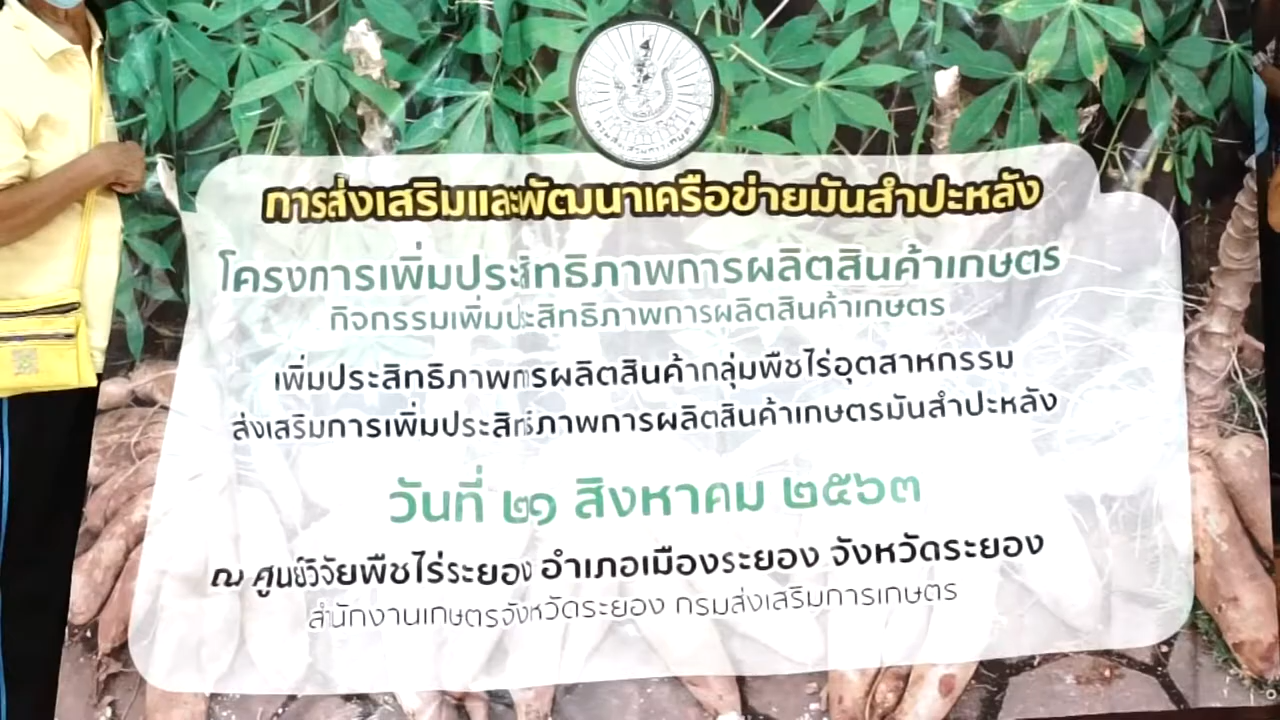 การส่งเสริมและพัฒนาเครือข่ายมันสำปะหลัง
โครงการเพิ่มประสิทธิภาพการผลิตสินค้าเกษตร
กิจกรรมเพิ่มประสิทธิภาพการผลิตสินค้าเกษตร
เพิ่มประสิทธิภาพการผลิตสินค้ากลุ่มพืชไร่อุตสาหกรรม
ส่งเสริมการเพิ่มประสิทธิภาพการผลิตสินค้าเกษตรมันสำปะหลัง
วันที่ ๒๑ สิงหาคม ๒๕๖๓
ณ ศูนย์วิจัยพืชไร่ระยอง อำเภอเมืองระยอง จังหวัดระยอง
สำนักงานเกษตรจังหวัดระยอง กรมส่งเสริมการเกษตร